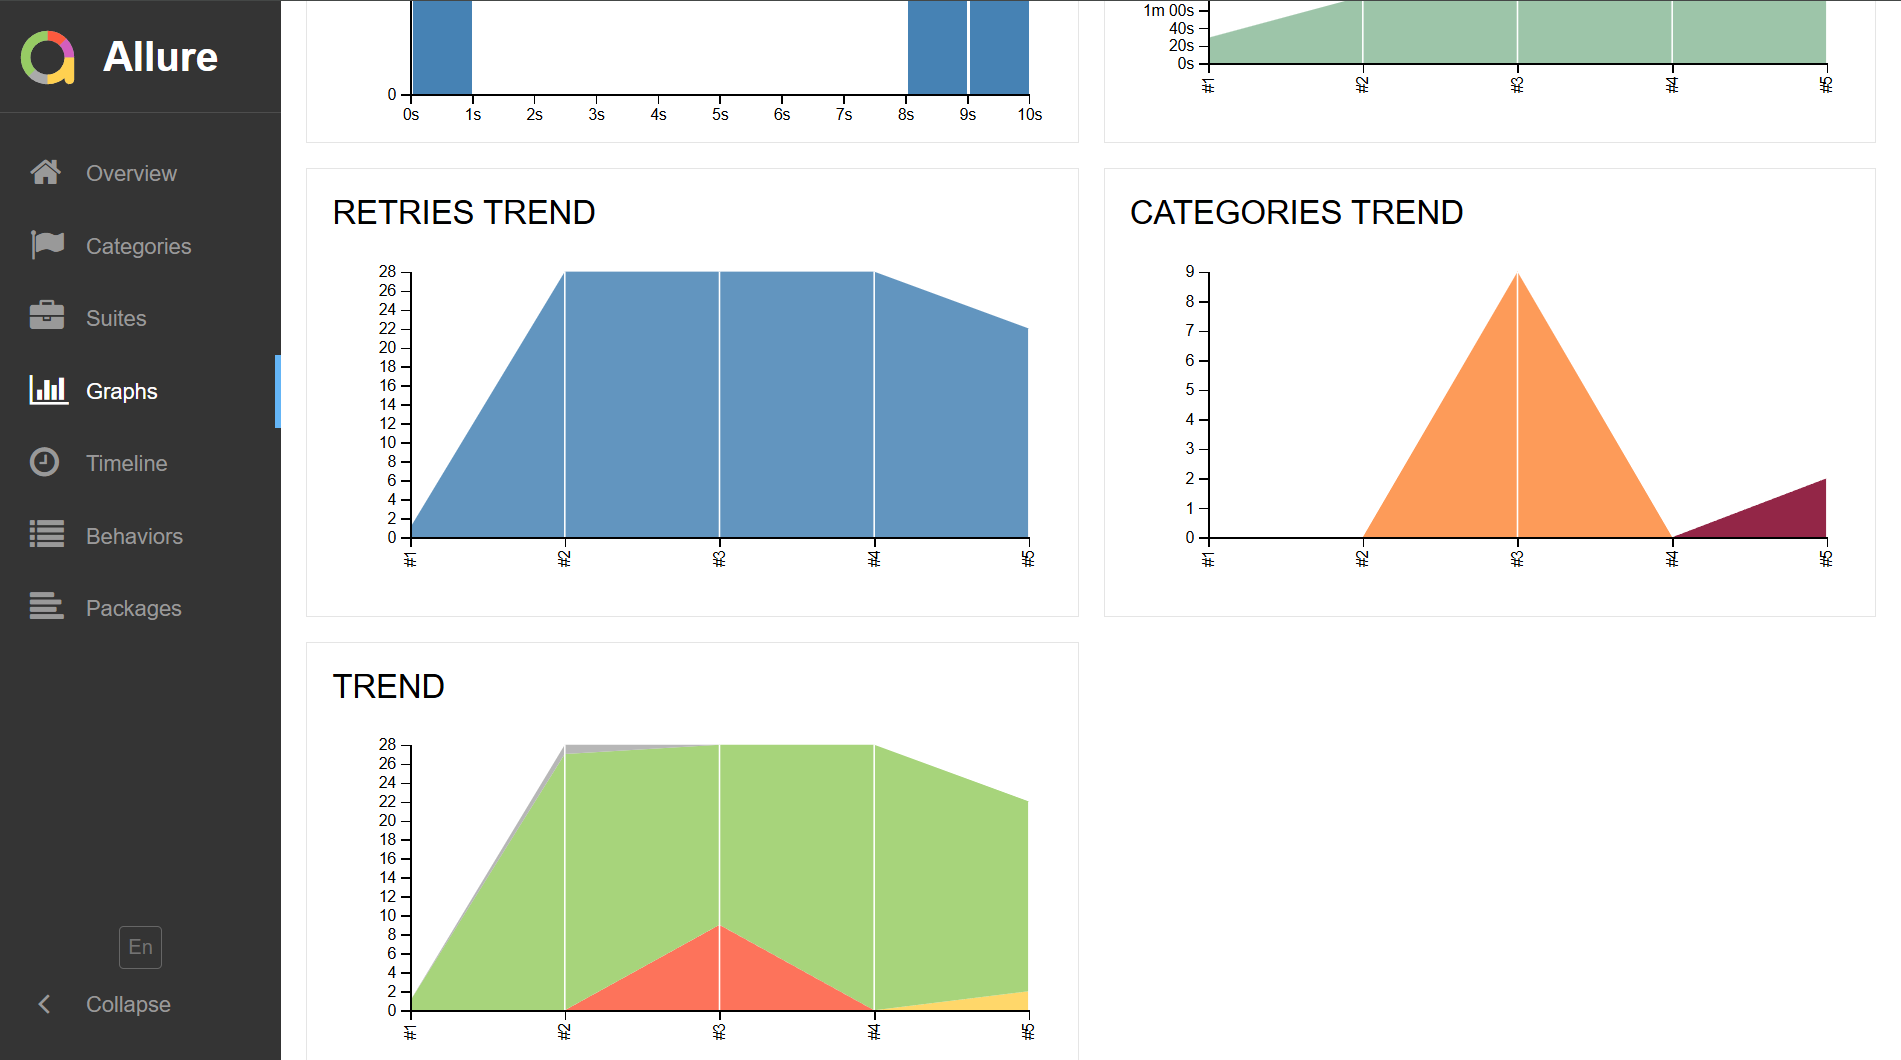 Allure
Overview
Categories
Suites
Graphs
Timeline
Behaviors
Packages
En
Collapse
0
0s 1s 2s 3s 4s 5s 6s 7s 8s 9s 10s
1m 00s
40s
20s
0s
#1 #2 #3 #4 #5
RETRIES TREND
28
26
24
22
20
18
16
14
12
10
8
6
4
2
0
#1 #2 #3 #4 #5
CATEGORIES TREND
9
8
7
6
5
4
3
2
1
0
#1 #2 #3 #4 #5
TREND
28
26
24
22
20
18
16
14
12
10
8
6
4
2
0
#1 #2 #3 #4 #5